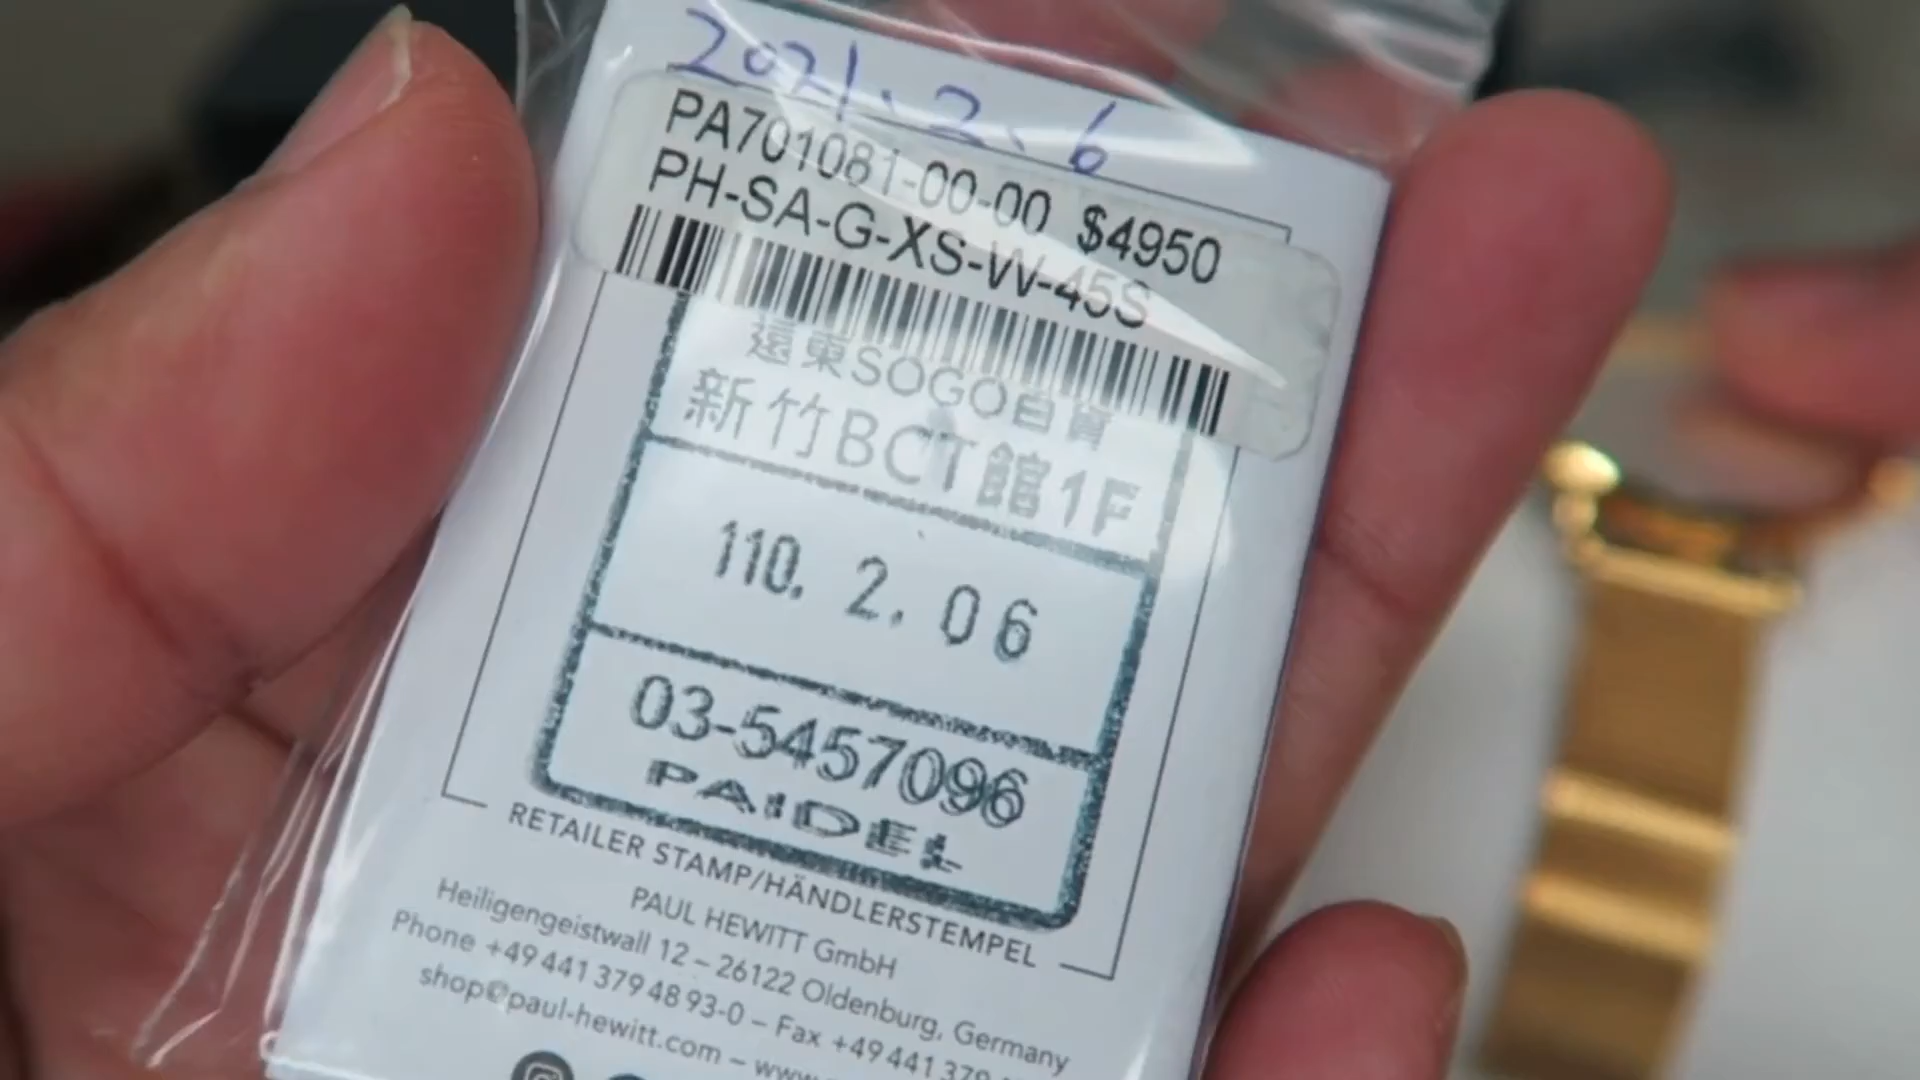 2021.2.6
PA701081-00-00 $4950
PH-SA-G-XS-W-45S
遠東SOGO百貨
新竹BCT館1F
110. 2. 06
03-5457096
PAIDEL
RETAILER STAMP/HÄNDLERSTEMPEL
PAUL HEWITT GmbH
Heiligengeistwall 12 – 26122 Oldenburg, Germany
Phone +49 441 379 48 93-0 – Fax +49 441 379
shop@paul-hewitt.com – www